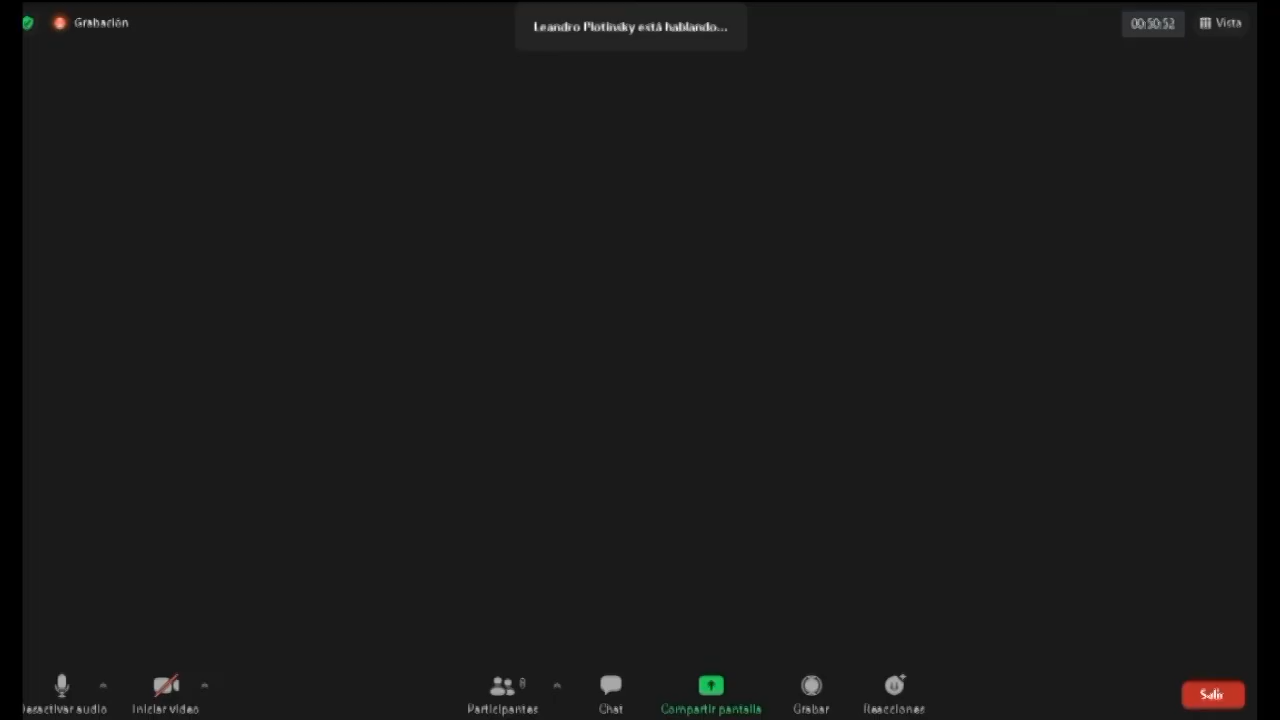 Grabación
Leandro Plotinsky está hablando...
00:50:52
Vista
Desactivar audio
Iniciar video
Participantes
Chat
Compartir pantalla
Grabar
Reacciones
Salir